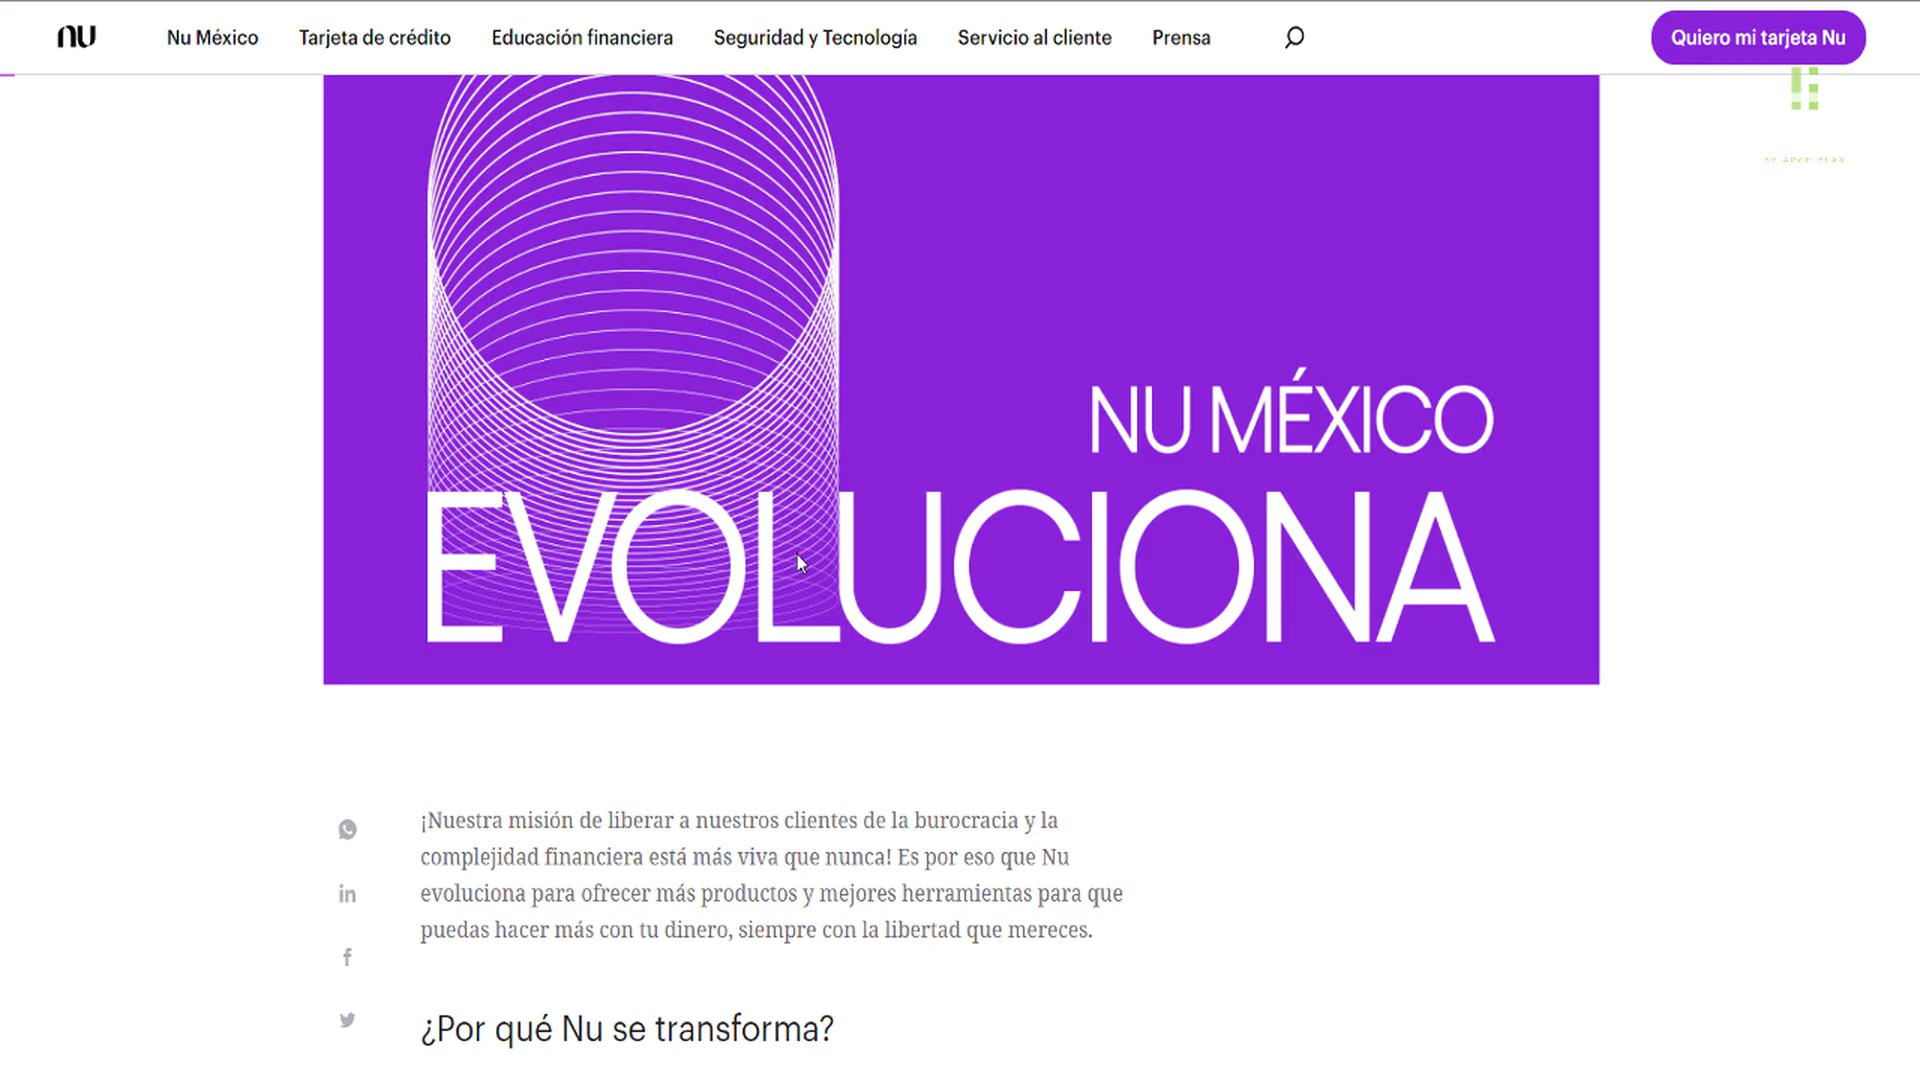 nu
Nu México
Tarjeta de crédito
Educación financiera
Seguridad y Tecnología
Servicio al cliente
Prensa
Quiero mi tarjeta Nu
NU MÉXICO
EVOLUCIONA
¡Nuestra misión de liberar a nuestros clientes de la burocracia y la
complejidad financiera está más viva que nunca! Es por eso que Nu
evoluciona para ofrecer más productos y mejores herramientas para que
puedas hacer más con tu dinero, siempre con la libertad que mereces.
¿Por qué Nu se transforma?